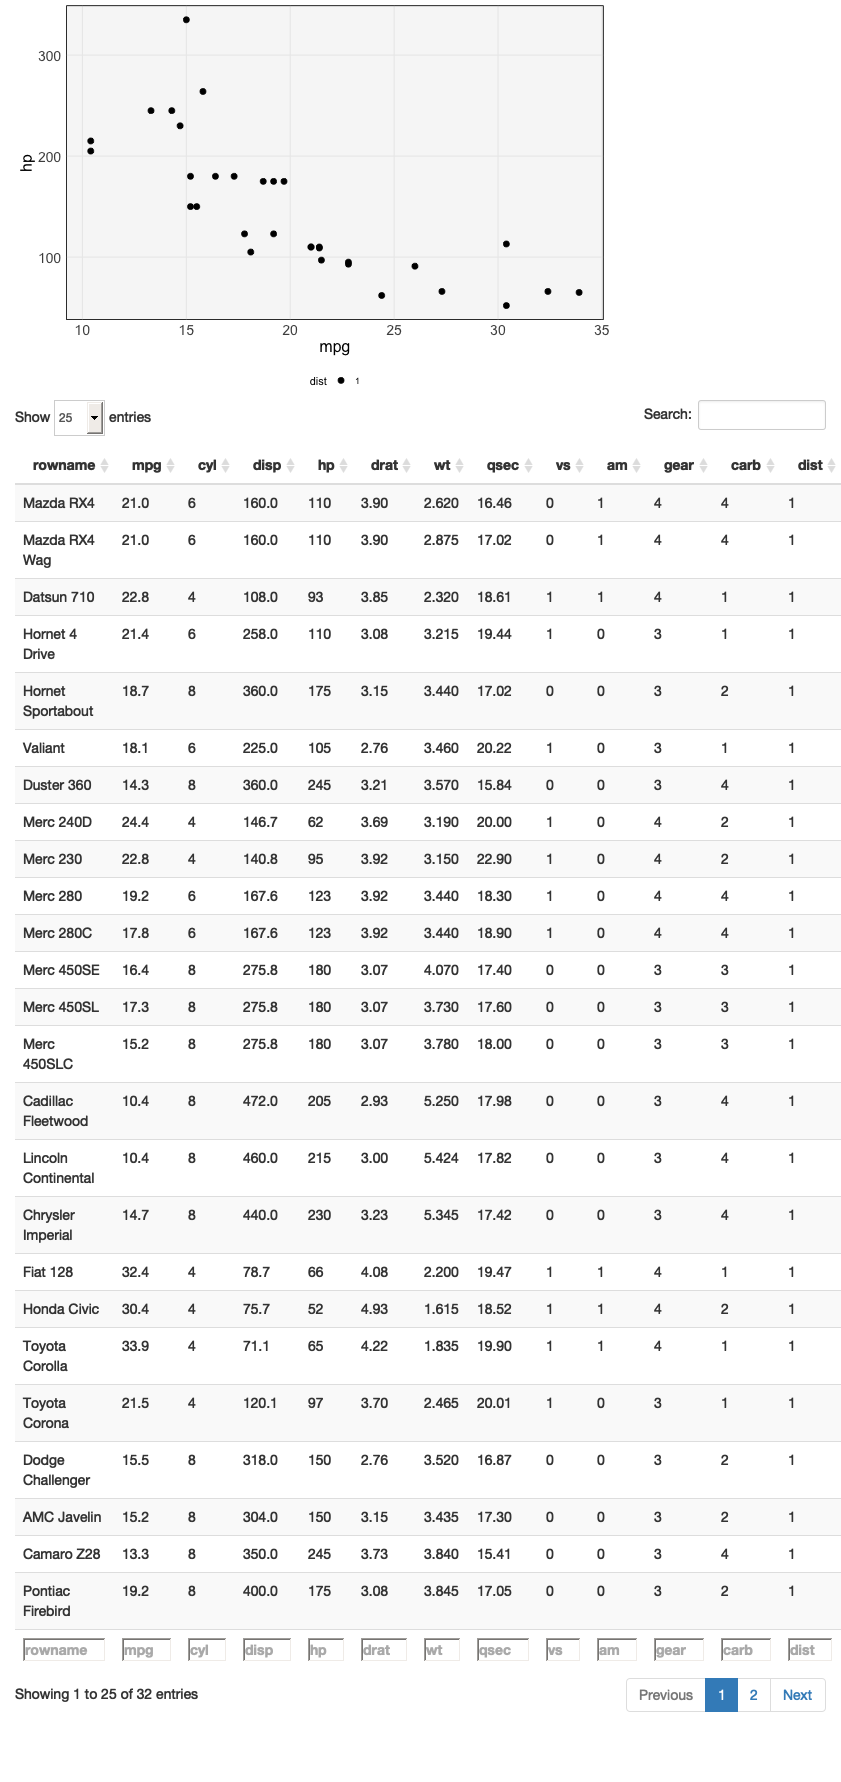 300
200
100
hp
10 15 20 25 30 35
mpg
dist 1
Show 25 entries Search:
rowname mpg cyl disp hp drat wt qsec vs am gear carb dist
Mazda RX4 21.0 6 160.0 110 3.90 2.620 16.46 0 1 4 4 1
Mazda RX4 21.0 6 160.0 110 3.90 2.875 17.02 0 1 4 4 1
Wag
Datsun 710 22.8 4 108.0 93 3.85 2.320 18.61 1 1 4 1 1
Hornet 4 21.4 6 258.0 110 3.08 3.215 19.44 1 0 3 1 1
Drive
Hornet 18.7 8 360.0 175 3.15 3.440 17.02 0 0 3 2 1
Sportabout
Valiant 18.1 6 225.0 105 2.76 3.460 20.22 1 0 3 1 1
Duster 360 14.3 8 360.0 245 3.21 3.570 15.84 0 0 3 4 1
Merc 240D 24.4 4 146.7 62 3.69 3.190 20.00 1 0 4 2 1
Merc 230 22.8 4 140.8 95 3.92 3.150 22.90 1 0 4 2 1
Merc 280 19.2 6 167.6 123 3.92 3.440 18.30 1 0 4 4 1
Merc 280C 17.8 6 167.6 123 3.92 3.440 18.90 1 0 4 4 1
Merc 450SE 16.4 8 275.8 180 3.07 4.070 17.40 0 0 3 3 1
Merc 450SL 17.3 8 275.8 180 3.07 3.730 17.60 0 0 3 3 1
Merc 15.2 8 275.8 180 3.07 3.780 18.00 0 0 3 3 1
450SLC
Cadillac 10.4 8 472.0 205 2.93 5.250 17.98 0 0 3 4 1
Fleetwood
Lincoln 10.4 8 460.0 215 3.00 5.424 17.82 0 0 3 4 1
Continental
Chrysler 14.7 8 440.0 230 3.23 5.345 17.42 0 0 3 4 1
Imperial
Fiat 128 32.4 4 78.7 66 4.08 2.200 19.47 1 1 4 1 1
Honda Civic 30.4 4 75.7 52 4.93 1.615 18.52 1 1 4 2 1
Toyota 33.9 4 71.1 65 4.22 1.835 19.90 1 1 4 1 1
Corolla
Toyota 21.5 4 120.1 97 3.70 2.465 20.01 1 0 3 1 1
Corona
Dodge 15.5 8 318.0 150 2.76 3.520 16.87 0 0 3 2 1
Challenger
AMC Javelin 15.2 8 304.0 150 3.15 3.435 17.30 0 0 3 2 1
Camaro Z28 13.3 8 350.0 245 3.73 3.840 15.41 0 0 3 4 1
Pontiac 19.2 8 400.0 175 3.08 3.845 17.05 0 0 3 2 1
Firebird
rowname mpg cyl disp hp drat wt qsec vs am gear carb dist
Showing 1 to 25 of 32 entries Previous 1 2 Next